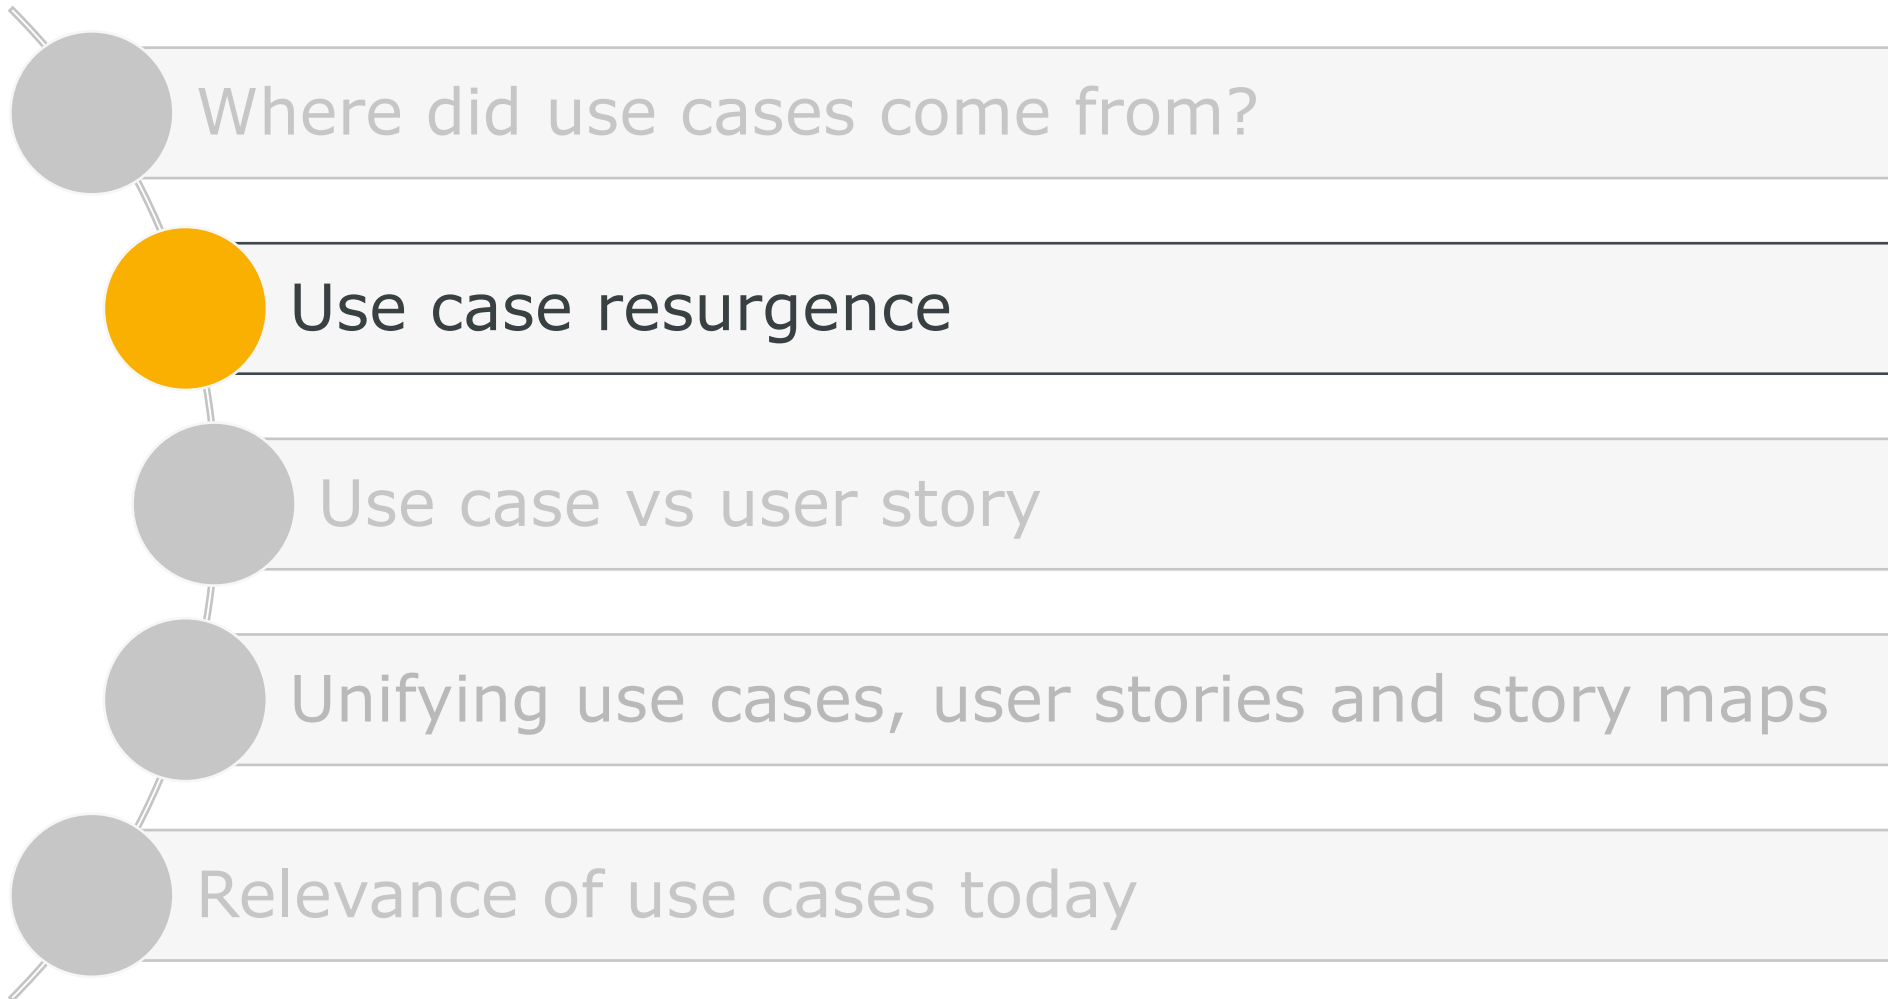 Where did use cases come from?
Use case resurgence
Use case vs user story
Unifying use cases, user stories and story maps
Relevance of use cases today